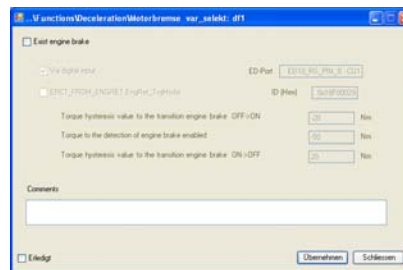 ...\Functions\Deceleration\Motorbremse var_selekt: df1
Exist engine brake
Via digital input
ED-Port
ID (Hex)
Torque hysteresis value to the transition engine brake OFF->ON
-20
Nm
Torque to the detection of engine brake enabled
-50
Nm
Torque hysteresis value to the transition engine brake ON->OFF
20
Nm
Comments
Erledigt
Übernehmen
Schliessen